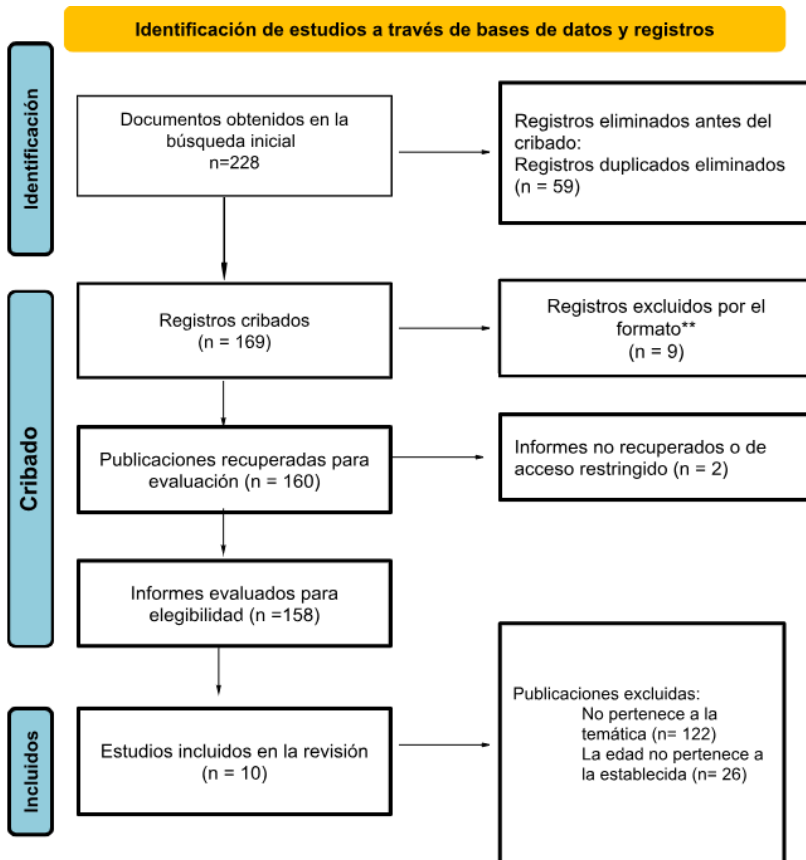 Identificación de estudios a través de bases de datos y registros
Identificación
Documentos obtenidos en la
búsqueda inicial
n=228
Registros eliminados antes del
cribado:
Registros duplicados eliminados
(n = 59)
Cribado
Registros cribados
(n = 169)
Registros excluidos por el
formato**
(n = 9)
Publicaciones recuperadas para
evaluación (n = 160)
Informes no recuperados o de
acceso restringido (n = 2)
Informes evaluados para
elegibilidad (n =158)
Incluidos
Estudios incluidos en la revisión
(n = 10)
Publicaciones excluidas:
No pertenece a la
temática (n= 122)
La edad no pertenece a
la establecida (n= 26)